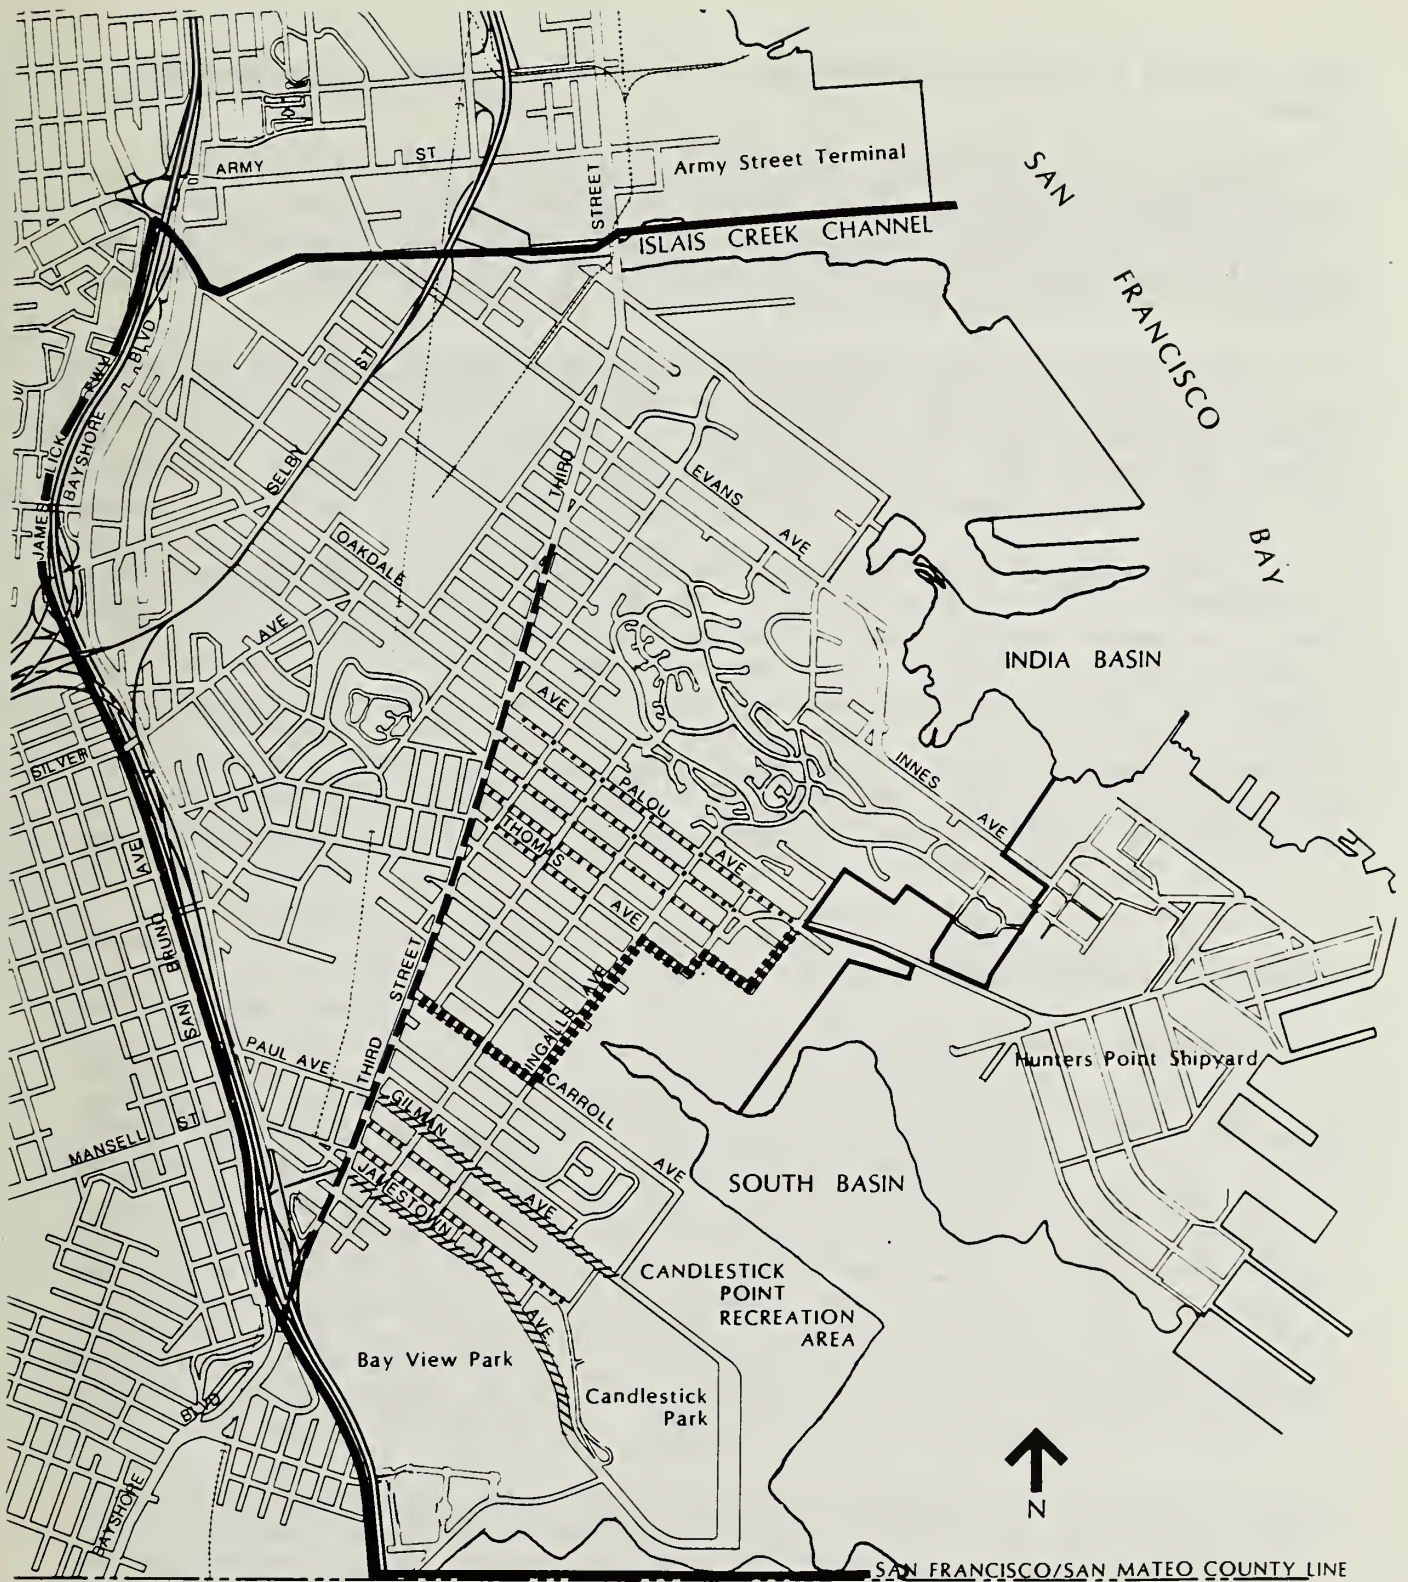 ARMY ST
STREET
Army Street Terminal
SAN
FRANCISCO
BAY
ISLAIS CREEK CHANNEL
JAMES LICK FWY
BAYSHORE BLVD
SELBY ST
THIRD
EVANS AVE
OAKDALE
AVE
INDIA BASIN
AVE
SILVER
AVE
PALOU
AVE
INNES
AVE
THOMAS
AVE
SAN BRUNO AVE
THIRD STREET
INGALLS AVE
PAUL AVE
Hunters Point Shipyard
GILMAN
AVE
CARROLL
AVE
MANSELL ST
JAMESTOWN
AVE
SOUTH BASIN
CANDLESTICK
POINT
RECREATION
AREA
Bay View Park
Candlestick
Park
BAYSHORE
BLVD
N
SAN FRANCISCO/SAN MATEO COUNTY LINE